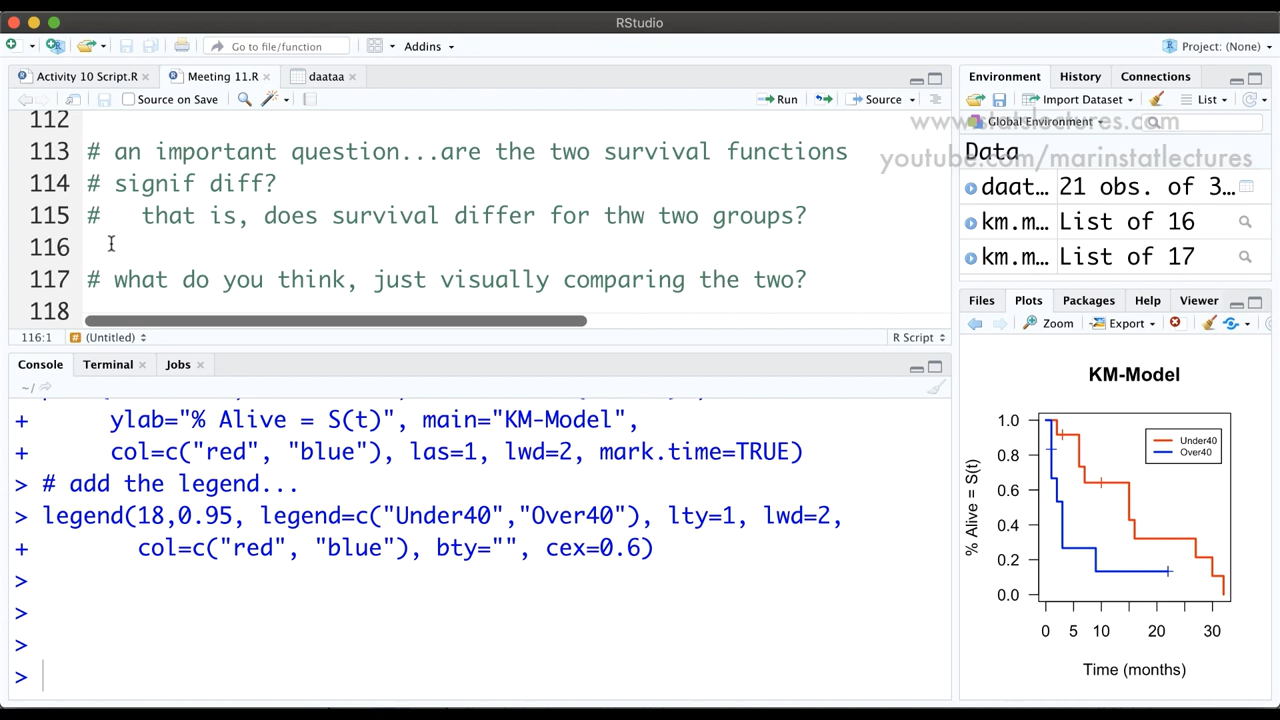 RStudio
Go to file/function
Addins
Project: (None)
Activity 10 Script.R
Meeting 11.R
daataa
Source on Save
Run
Source
112
113 # an important question...are the two survival functions
114 # signif diff?
115 #   that is, does survival differ for thw two groups?
116
117 # what do you think, just visually comparing the two?
118
116:1
(Untitled)
R Script
Console
Terminal
Jobs
~/
+       ylab="% Alive = S(t)", main="KM-Model",
+       col=c("red", "blue"), las=1, lwd=2, mark.time=TRUE)
> # add the legend...
> legend(18,0.95, legend=c("Under40","Over40"), lty=1, lwd=2,
+         col=c("red", "blue"), bty="", cex=0.6)
>
>
>
>
Environment
History
Connections
Import Dataset
List
Global Environment
www.statslectures.com
youtube.com/marinstatlectures
Data
daat... 21 obs. of 3...
km.m... List of 16
km.m... List of 17
Files
Plots
Packages
Help
Viewer
Zoom
Export
KM-Model
Under40
Over40
% Alive = S(t)
1.0
0.8
0.6
0.4
0.2
0.0
0 5 10 20 30
Time (months)